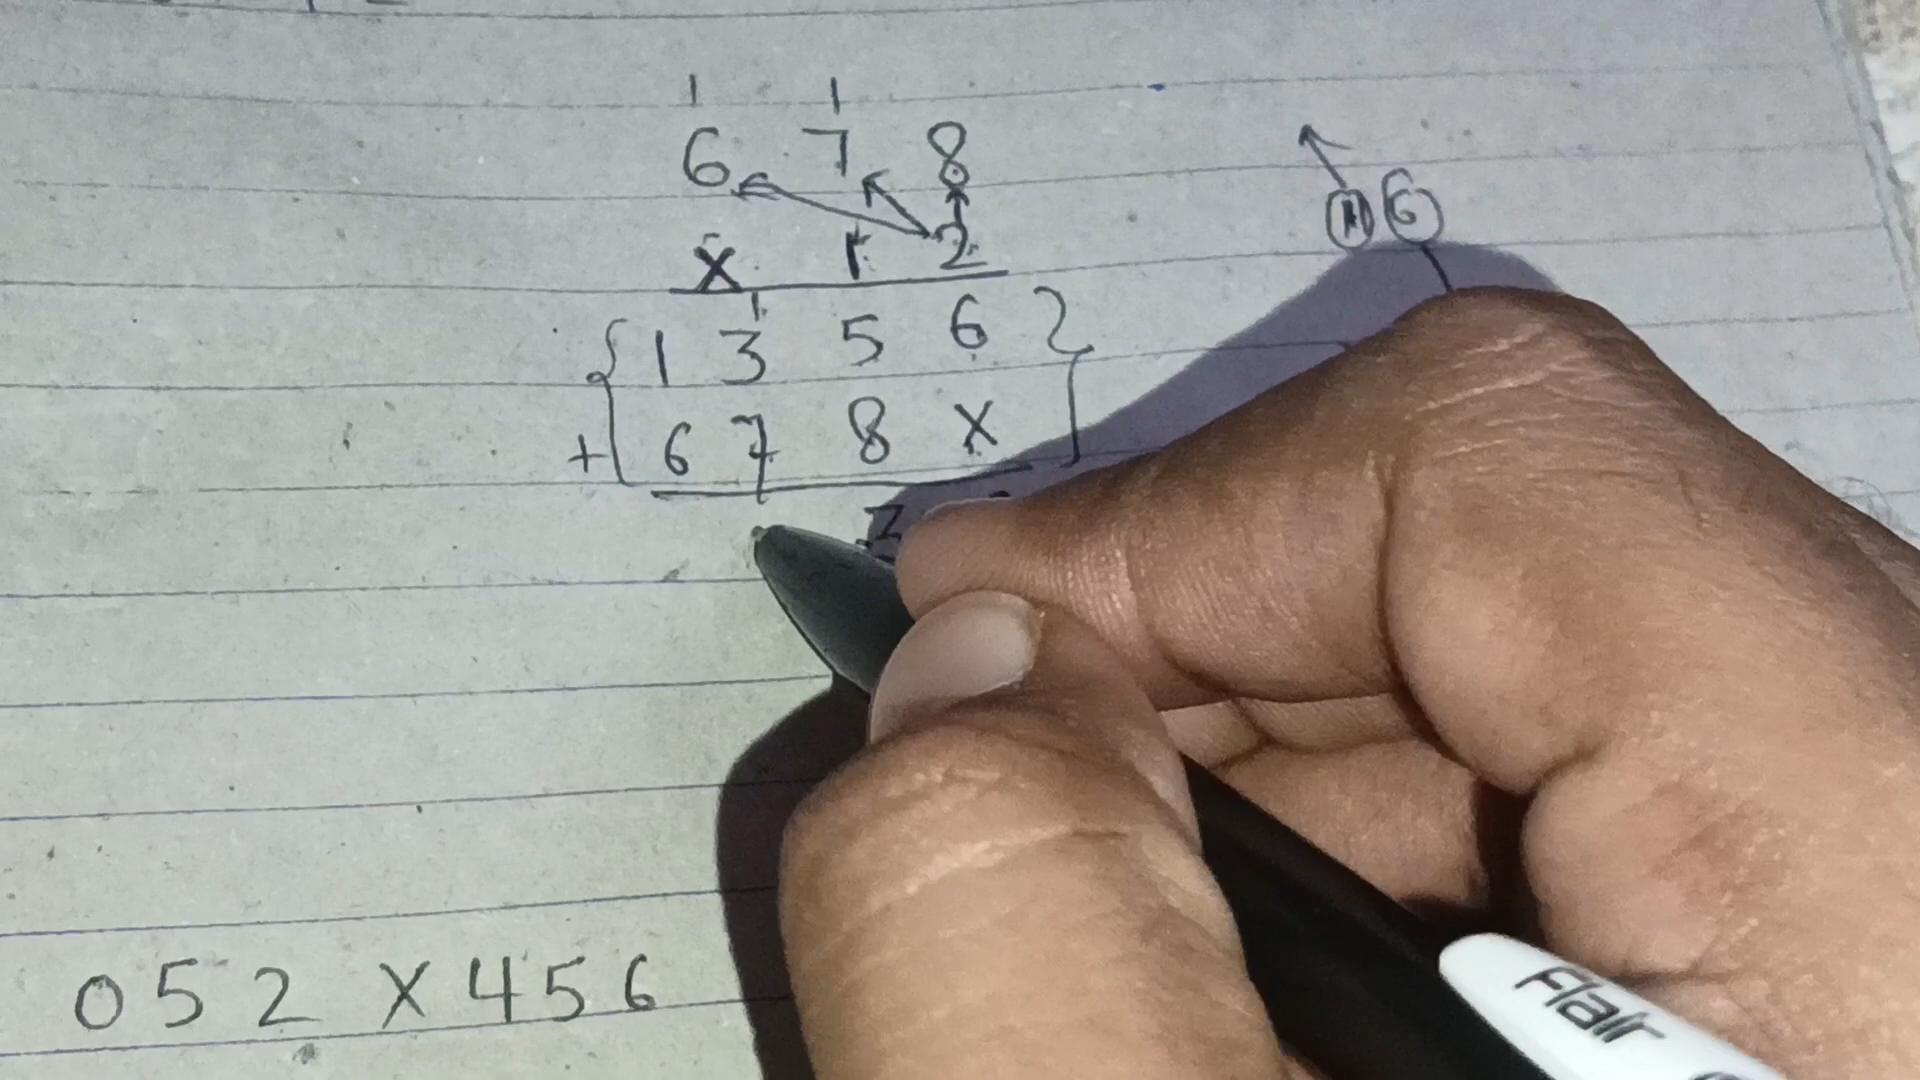 1 1
6 7 8
x 1 2
1
1 3 5 6
+ 6 7 8 x
3
6
052 x 456
Flair